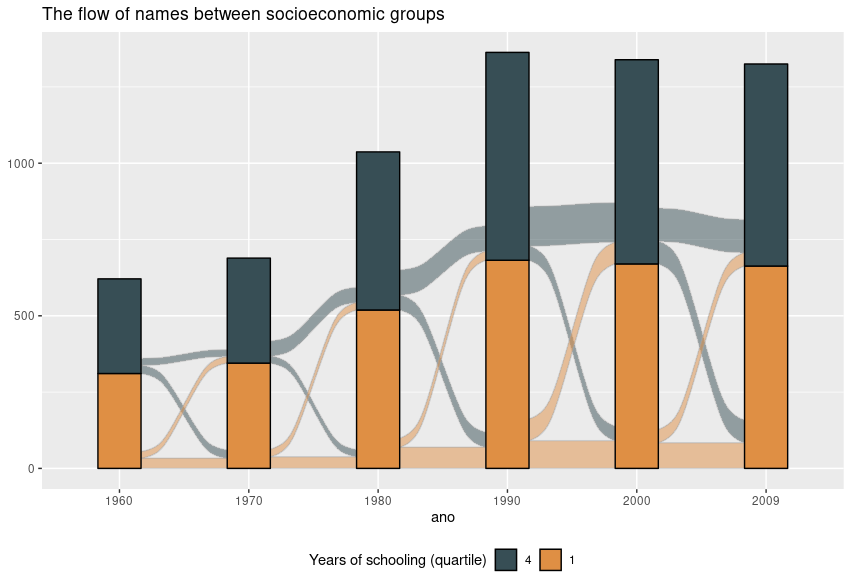 The flow of names between socioeconomic groups
1000
500
0
1960 1970 1980 1990 2000 2009
ano
Years of schooling (quartile) 4 1